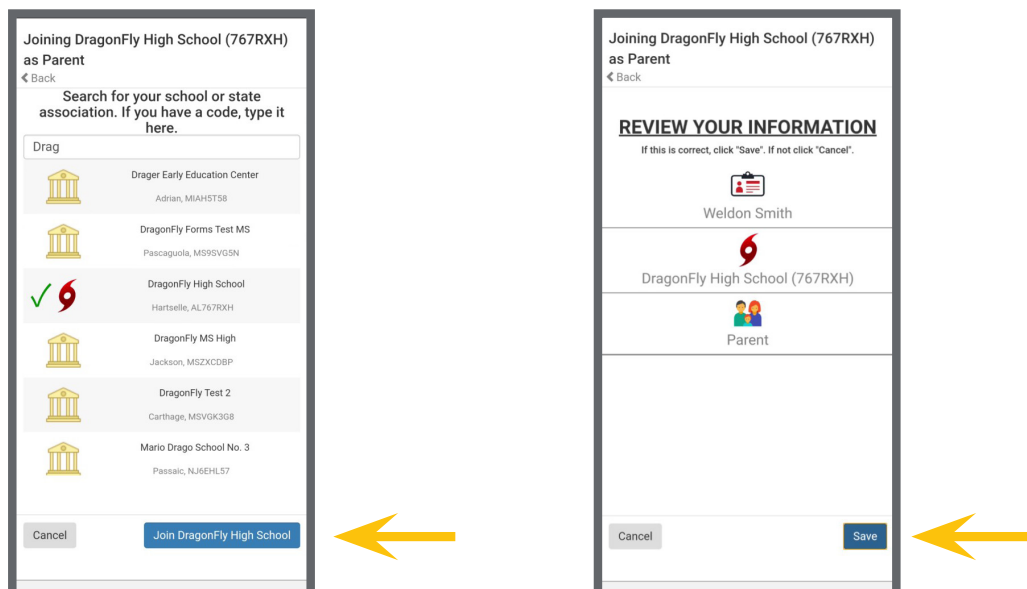 Joining DragonFly High School (767RXH)
as Parent
Back
Search for your school or state
association. If you have a code, type it
here.
Drag
Drager Early Education Center
Adrian, MIAH5T58
DragonFly Forms Test MS
Pascaguola, MS9SVG5N
DragonFly High School
Hartselle, AL767RXH
DragonFly MS High
Jackson, MSZXCDBP
DragonFly Test 2
Carthage, MSVGK3G8
Mario Drago School No. 3
Passaic, NJ6EHL57
Cancel
Join DragonFly High School
Joining DragonFly High School (767RXH)
as Parent
Back
REVIEW YOUR INFORMATION
If this is correct, click "Save". If not click "Cancel".
Weldon Smith
DragonFly High School (767RXH)
Parent
Cancel
Save